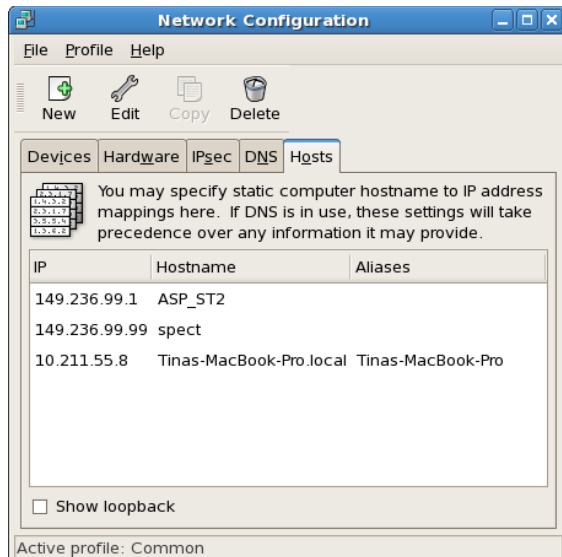 Network Configuration
File Profile Help
New Edit Copy Delete
Devices Hardware IPsec DNS Hosts
You may specify static computer hostname to IP address
mappings here. If DNS is in use, these settings will take
precedence over any information it may provide.
IP Hostname Aliases
149.236.99.1 ASP_ST2
149.236.99.99 spect
10.211.55.8 Tinas-MacBook-Pro.local Tinas-MacBook-Pro
Show loopback
Active profile: Common